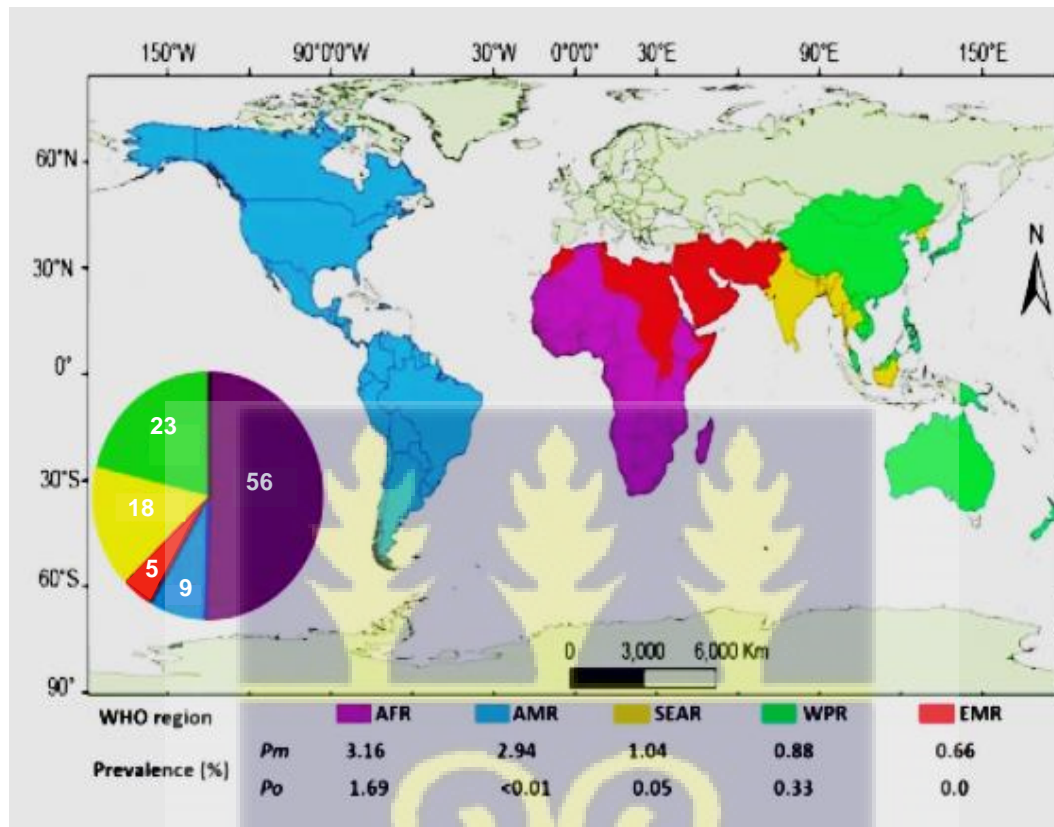 150°W 90°0'0"W 30°W 0°0'0" 30°E 90°E 150°E
60°N
N
30°N
0°
23
56
30°S
18
5
9
60°S
0 3,000 6,000 Km
90°
WHO region AFR AMR SEAR WPR EMR
Pm 3.16 2.94 1.04 0.88 0.66
Prevalence (%)
Po 1.69 <0.01 0.05 0.33 0.0